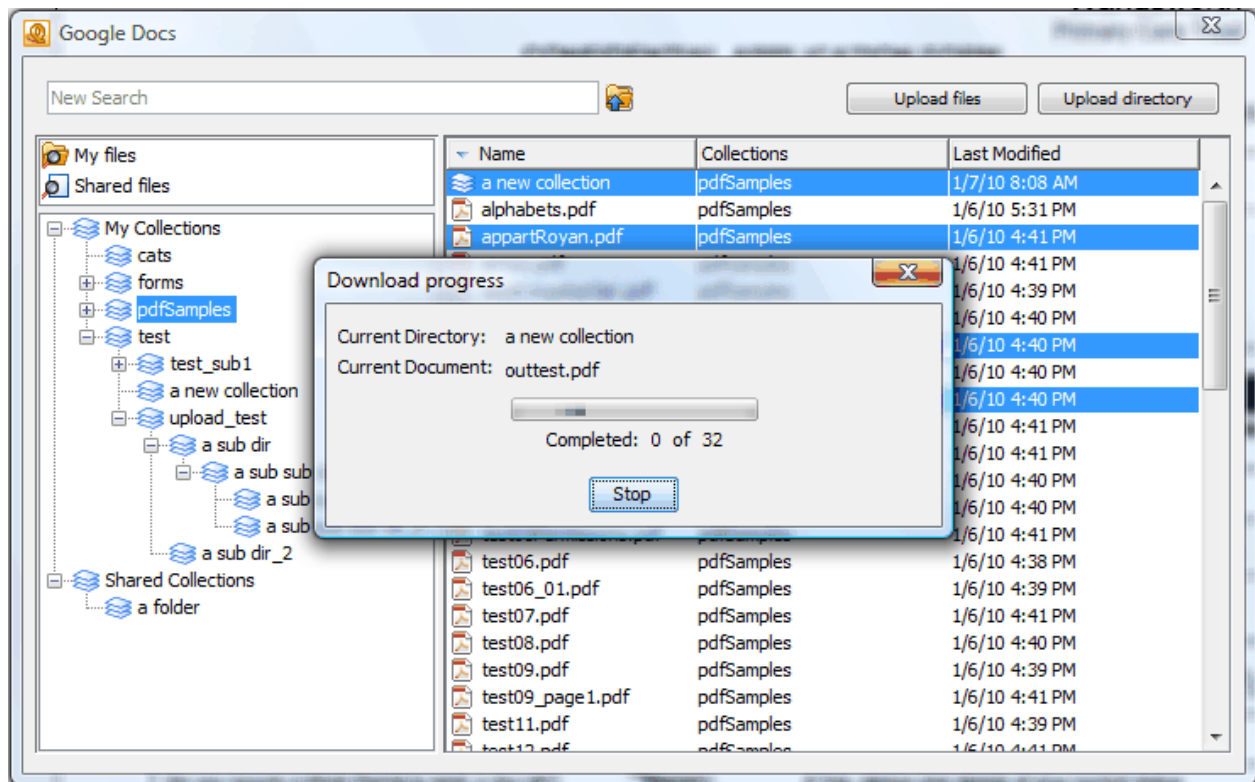 Google Docs
New Search
Upload files
Upload directory
My files
Shared files
My Collections
cats
forms
pdfSamples
test
test_sub1
a new collection
upload_test
a sub dir
a sub sub
a sub
a sub
a sub dir_2
Shared Collections
a folder
Name Collections Last Modified
a new collection pdfSamples 1/7/10 8:08 AM
alphabets.pdf pdfSamples 1/6/10 5:31 PM
appartRoyan.pdf pdfSamples 1/6/10 4:41 PM
1/6/10 4:41 PM
1/6/10 4:39 PM
1/6/10 4:40 PM
1/6/10 4:40 PM
1/6/10 4:40 PM
1/6/10 4:40 PM
1/6/10 4:41 PM
1/6/10 4:41 PM
1/6/10 4:40 PM
1/6/10 4:40 PM
1/6/10 4:41 PM
test06.pdf pdfSamples 1/6/10 4:38 PM
test06_01.pdf pdfSamples 1/6/10 4:39 PM
test07.pdf pdfSamples 1/6/10 4:41 PM
test08.pdf pdfSamples 1/6/10 4:40 PM
test09.pdf pdfSamples 1/6/10 4:39 PM
test09_page1.pdf pdfSamples 1/6/10 4:41 PM
test11.pdf pdfSamples 1/6/10 4:39 PM
test12.pdf pdfSamples 1/6/10 4:41 PM
Download progress
Current Directory: a new collection
Current Document: outtest.pdf
Completed: 0 of 32
Stop